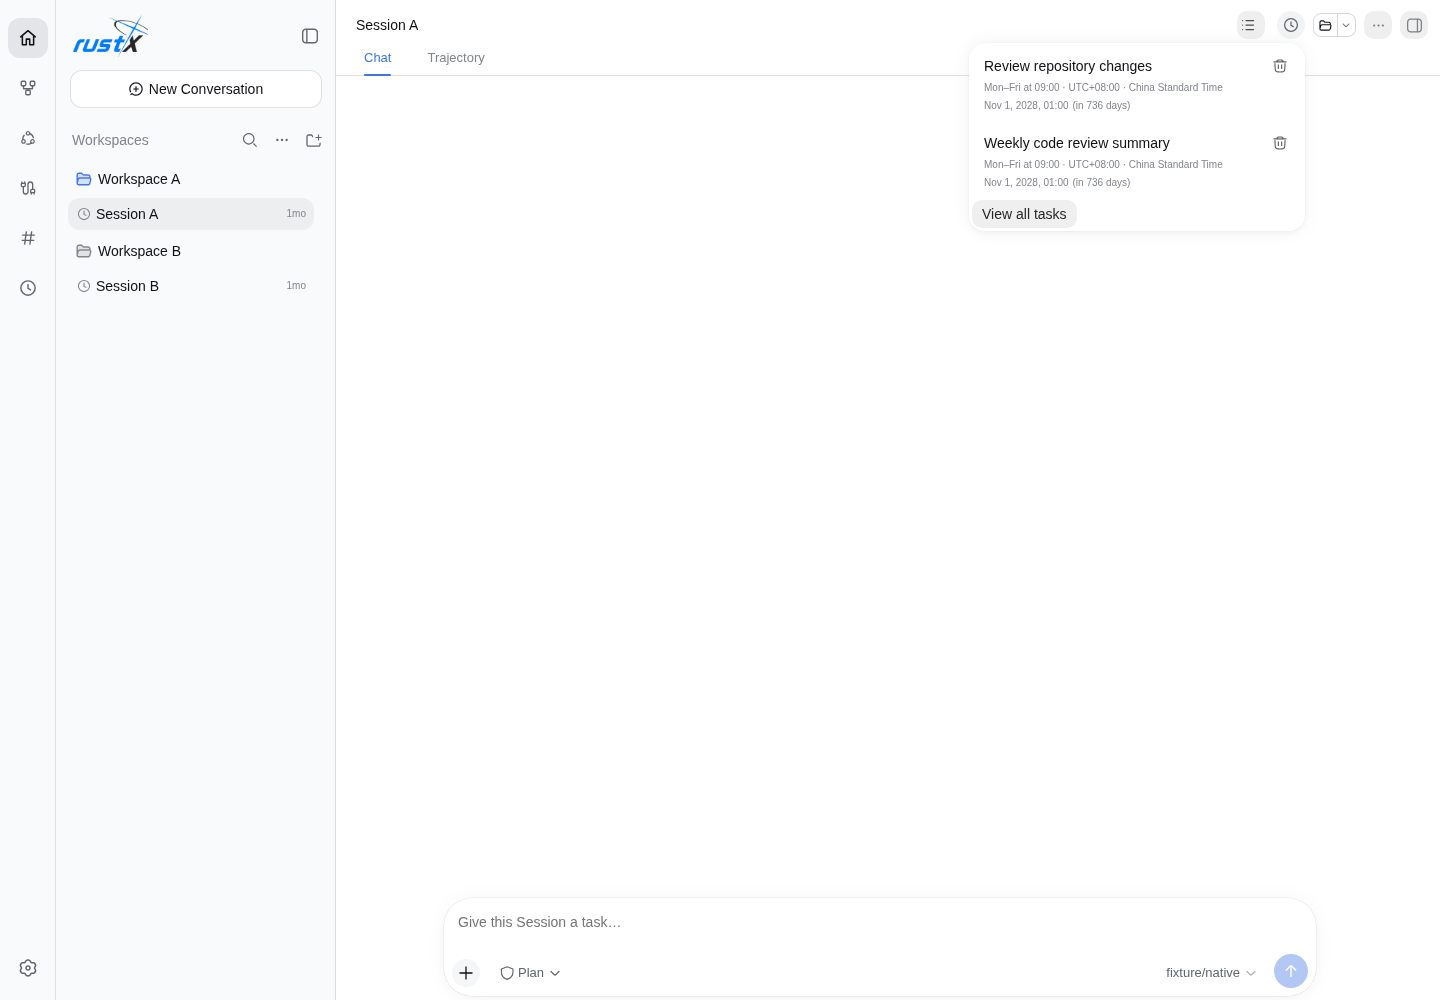 rustX
New Conversation
Workspaces
Workspace A
Session A 1mo
Workspace B
Session B 1mo
Session A
Chat Trajectory
Review repository changes
Mon–Fri at 09:00 · UTC+08:00 · China Standard Time
Nov 1, 2028, 01:00 (in 736 days)
Weekly code review summary
Mon–Fri at 09:00 · UTC+08:00 · China Standard Time
Nov 1, 2028, 01:00 (in 736 days)
View all tasks
Give this Session a task…
Plan
fixture/native